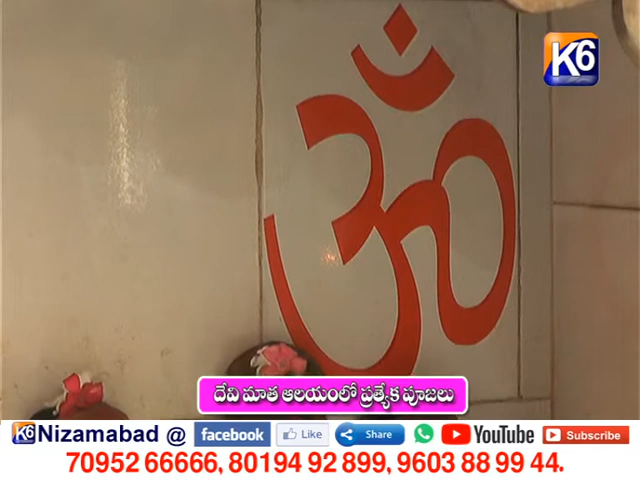 ॐ
K6
దేవి మాత ఆలయంలో ప్రత్యేక పూజలు
K6 Nizamabad @ facebook Like Share YouTube Subscribe
70952 66666, 80194 92 899, 9603 88 99 44.